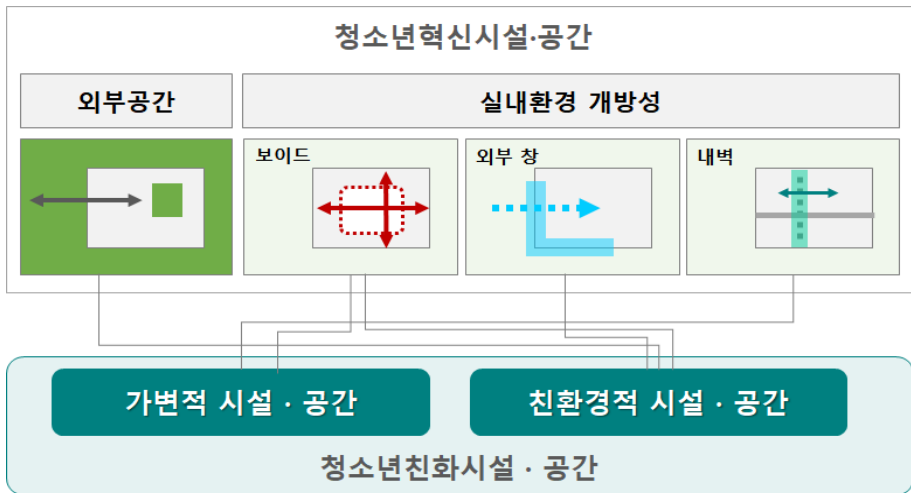 청소년혁신시설·공간
외부공간
실내환경 개방성
보이드
외부 창
내벽
가변적 시설 · 공간
친환경적 시설 · 공간
청소년친화시설 · 공간